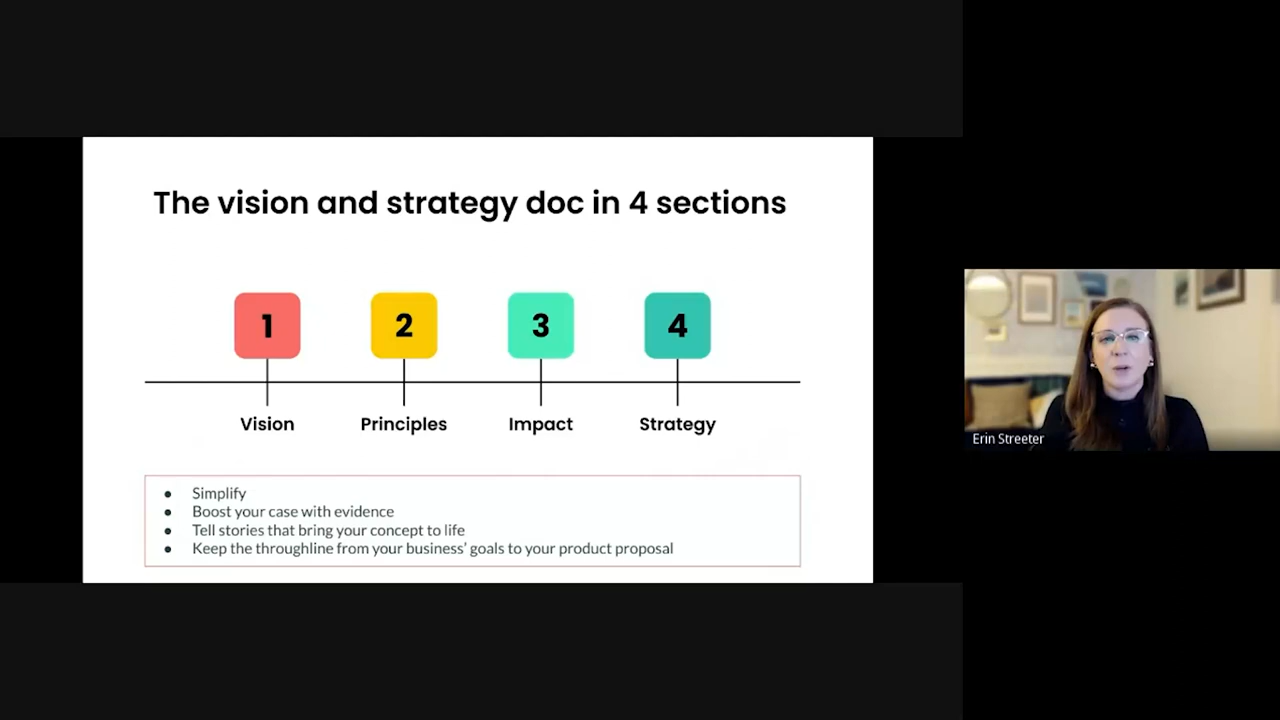 The vision and strategy doc in 4 sections
1 2 3 4
Vision Principles Impact Strategy
● Simplify
● Boost your case with evidence
● Tell stories that bring your concept to life
● Keep the throughline from your business' goals to your product proposal
Erin Streeter